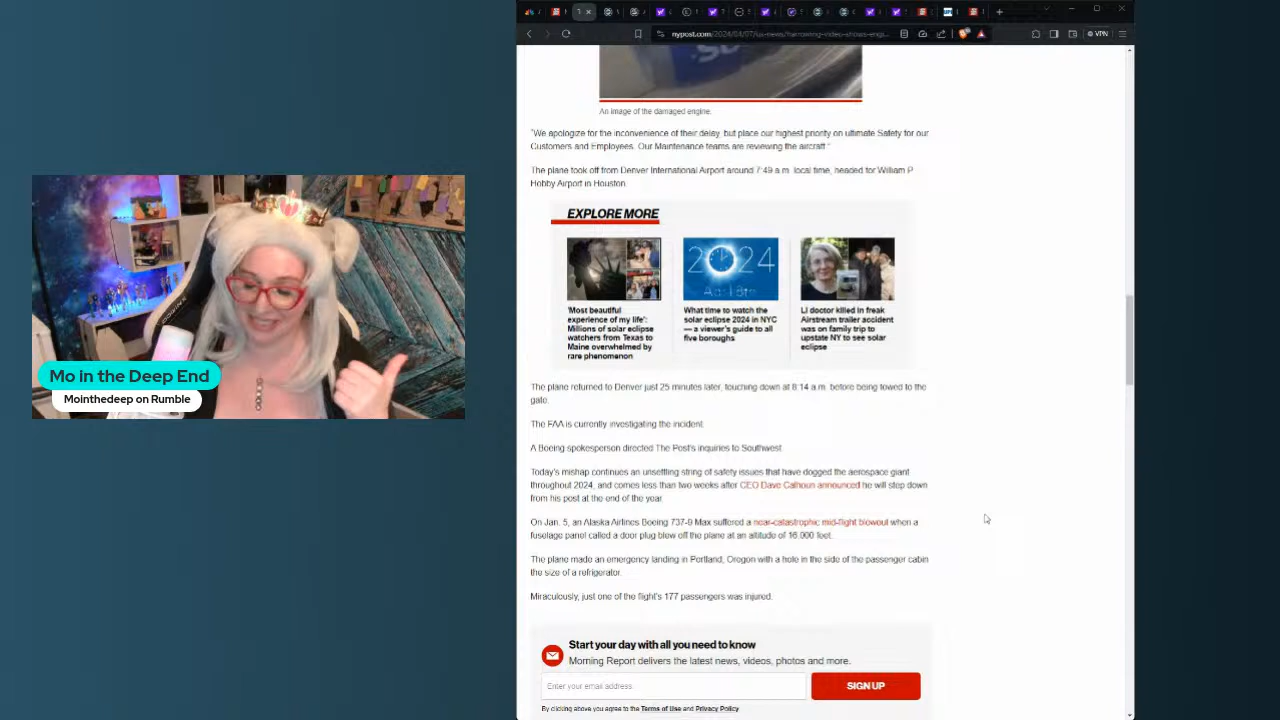 nypost.com/2024/04/07/us-news/harrowing-video-shows-eng...
VPN
An image of the damaged engine.
"We apologize for the inconvenience of their delay, but place our highest priority on ultimate Safety for our
Customers and Employees. Our Maintenance teams are reviewing the aircraft."
The plane took off from Denver International Airport around 7:49 a.m. local time, headed for William P
Hobby Airport in Houston.
EXPLORE MORE
2024
April 8th
'Most beautiful
experience of my life':
Millions of solar eclipse
watchers from Texas to
Maine overwhelmed by
rare phenomenon
What time to watch the
solar eclipse 2024 in NYC
— a viewer's guide to all
five boroughs
LI doctor killed in freak
Airstream trailer accident
was on family trip to
upstate NY to see solar
eclipse
The plane returned to Denver just 25 minutes later, touching down at 8:14 a.m. before being towed to the
gate.
The FAA is currently investigating the incident.
A Boeing spokesperson directed The Post's inquiries to Southwest.
Today's mishap continues an unsettling string of safety issues that have dogged the aerospace giant
throughout 2024, and comes less than two weeks after CEO Dave Calhoun announced he will step down
from his post at the end of the year.
On Jan. 5, an Alaska Airlines Boeing 737-9 Max suffered a near-catastrophic mid-flight blowout when a
fuselage panel called a door plug blew off the plane at an altitude of 16,000 feet.
The plane made an emergency landing in Portland, Oregon with a hole in the side of the passenger cabin
the size of a refrigerator.
Miraculously, just one of the flight's 177 passengers was injured.
Start your day with all you need to know
Morning Report delivers the latest news, videos, photos and more.
Enter your email address
SIGN UP
By clicking above you agree to the Terms of Use and Privacy Policy.
Mo in the Deep End
Mointhedeep on Rumble